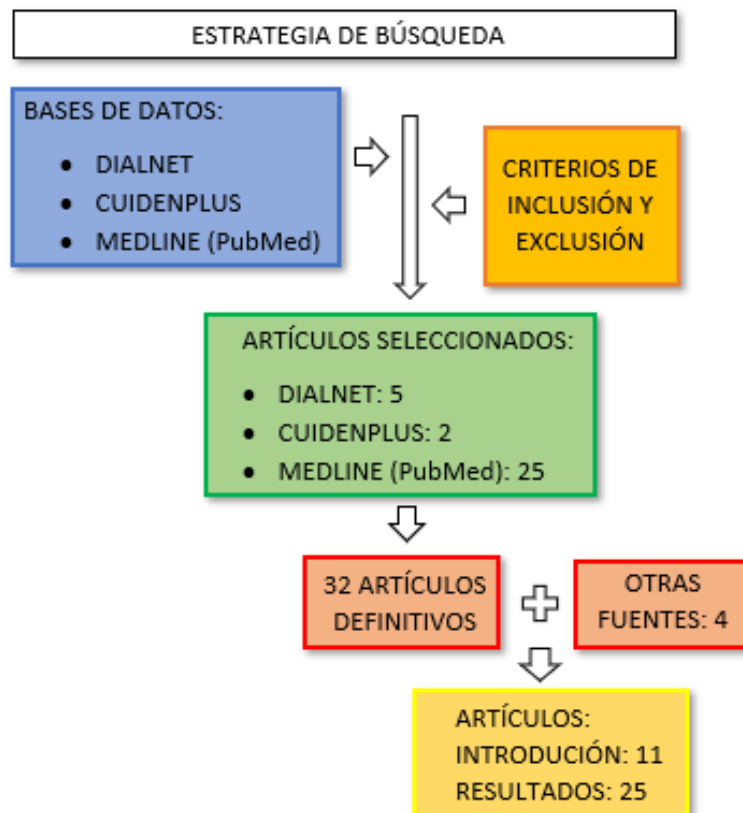 ESTRATEGIA DE BÚSQUEDA
BASES DE DATOS:
• DIALNET
• CUIDENPLUS
• MEDLINE (PubMed)
CRITERIOS DE
INCLUSIÓN Y
EXCLUSIÓN
ARTÍCULOS SELECCIONADOS:
• DIALNET: 5
• CUIDENPLUS: 2
• MEDLINE (PubMed): 25
32 ARTÍCULOS
DEFINITIVOS
OTRAS
FUENTES: 4
ARTÍCULOS:
INTRODUCIÓN: 11
RESULTADOS: 25